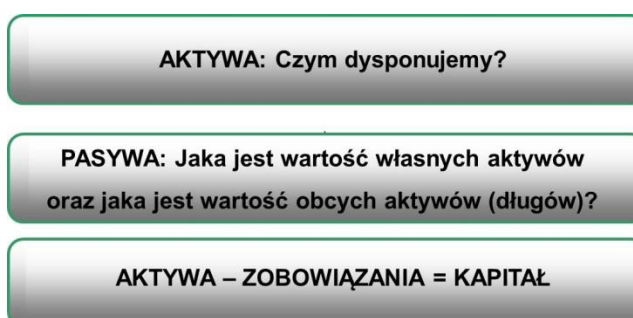 AKTYWA: Czym dysponujemy?
PASYWA: Jaka jest wartość własnych aktywów
oraz jaka jest wartość obcych aktywów (długów)?
AKTYWA – ZOBOWIĄZANIA = KAPITAŁ